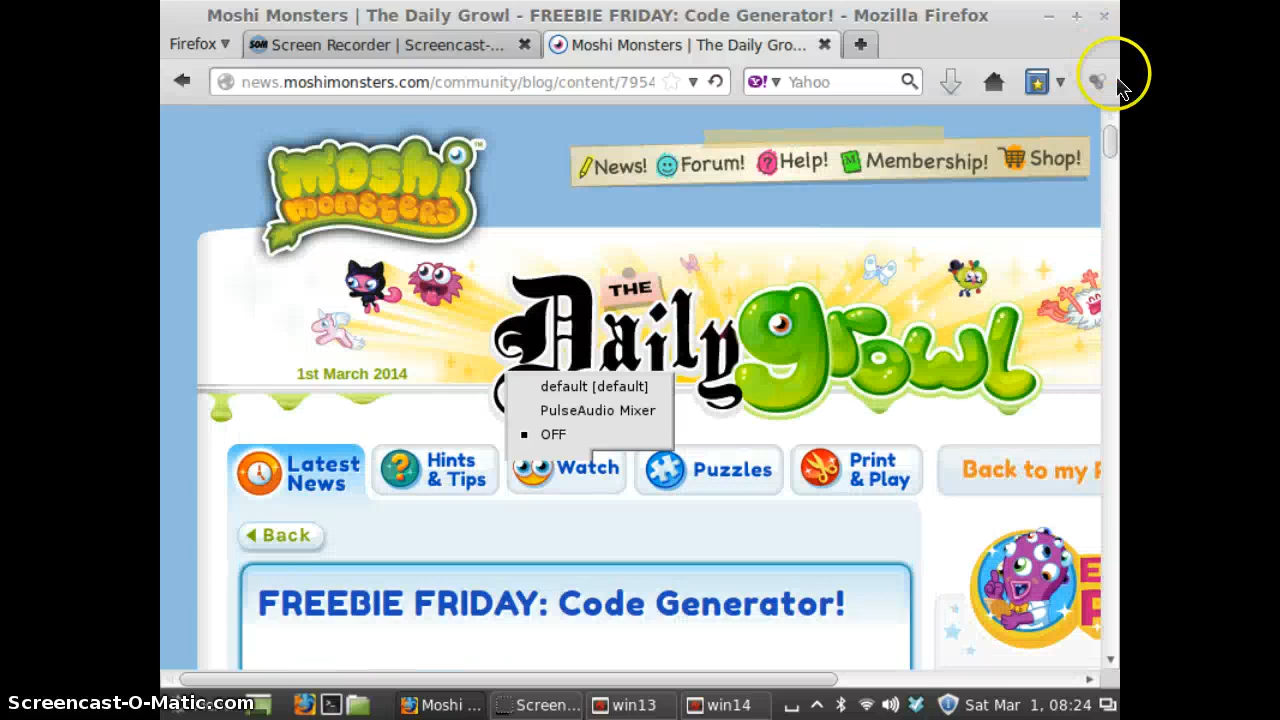 Moshi Monsters | The Daily Growl - FREEBIE FRIDAY: Code Generator! - Mozilla Firefox
Firefox
SOM Screen Recorder | Screencast-...
Moshi Monsters | The Daily Gro...
news.moshimonsters.com/community/blog/content/7954
Y! Yahoo
moshi monsters ™
News! Forum! Help! Membership! Shop!
THE
Daily growl
1st March 2014
default [default]
PulseAudio Mixer
OFF
Latest News
Hints & Tips
Watch
Puzzles
Print & Play
Back to my
Back
FREEBIE FRIDAY: Code Generator!
Screencast-O-Matic.com
Moshi ...
Screen...
win13
win14
Sat Mar 1, 08:24